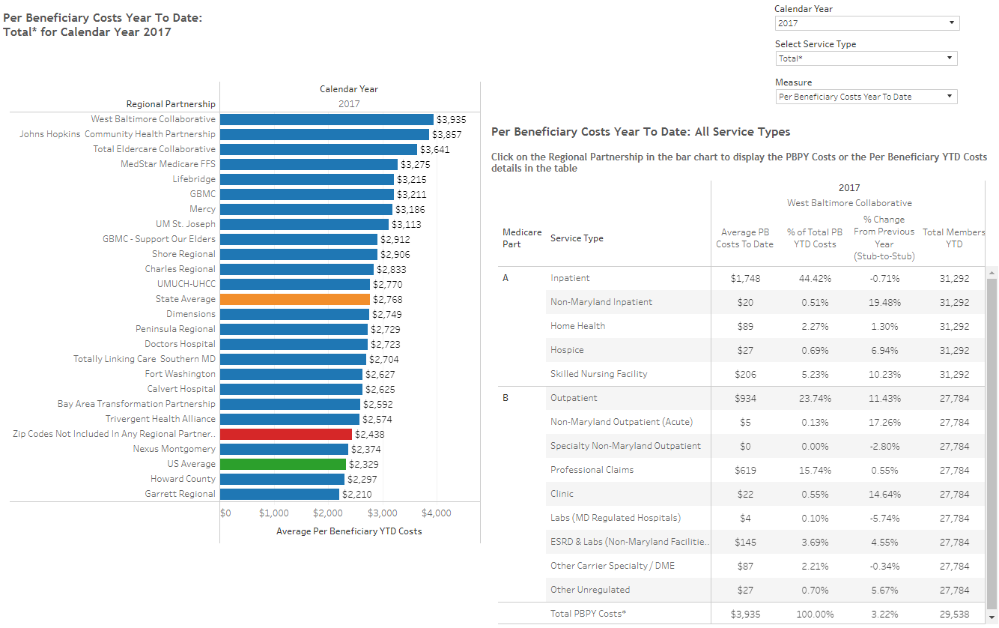 Per Beneficiary Costs Year To Date:
Total* for Calendar Year 2017
Calendar Year
2017
Select Service Type
Total*
Measure
Per Beneficiary Costs Year To Date
Calendar Year
Regional Partnership 2017
West Baltimore Collaborative $3,935
Johns Hopkins Community Health Partnership $3,857
Total Eldercare Collaborative $3,641
MedStar Medicare FFS $3,275
Lifebridge $3,215
GBMC $3,211
Mercy $3,186
UM St. Joseph $3,113
GBMC - Support Our Elders $2,912
Shore Regional $2,906
Charles Regional $2,833
UMUCH-UHCC $2,770
State Average $2,768
Dimensions $2,749
Peninsula Regional $2,729
Doctors Hospital $2,723
Totally Linking Care Southern MD $2,704
Fort Washington $2,627
Calvert Hospital $2,625
Bay Area Transformation Partnership $2,592
Trivergent Health Alliance $2,574
Zip Codes Not Included In Any Regional Partner.. $2,438
Nexus Montgomery $2,374
US Average $2,329
Howard County $2,297
Garrett Regional $2,210
$0 $1,000 $2,000 $3,000 $4,000
Average Per Beneficiary YTD Costs
Per Beneficiary Costs Year To Date: All Service Types
Click on the Regional Partnership in the bar chart to display the PBPY Costs or the Per Beneficiary YTD Costs
details in the table
2017
West Baltimore Collaborative
Medicare
Part
Service Type
Average PB
Costs To Date
% of Total PB
YTD Costs
% Change
From Previous
Year
(Stub-to-Stub)
Total Members
YTD
A Inpatient $1,748 44.42% -0.71% 31,292
Non-Maryland Inpatient $20 0.51% 19.48% 31,292
Home Health $89 2.27% 1.30% 31,292
Hospice $27 0.69% 6.94% 31,292
Skilled Nursing Facility $206 5.23% 10.23% 31,292
B Outpatient $934 23.74% 11.43% 27,784
Non-Maryland Outpatient (Acute) $5 0.13% 17.26% 27,784
Specialty Non-Maryland Outpatient $0 0.00% -2.80% 27,784
Professional Claims $619 15.74% 0.55% 27,784
Clinic $22 0.55% 14.64% 27,784
Labs (MD Regulated Hospitals) $4 0.10% -5.74% 27,784
ESRD & Labs (Non-Maryland Facilitie.. $145 3.69% 4.55% 27,784
Other Carrier Specialty / DME $87 2.21% -0.34% 27,784
Other Unregulated $27 0.70% 5.67% 27,784
Total PBPY Costs* $3,935 100.00% 3.22% 29,538